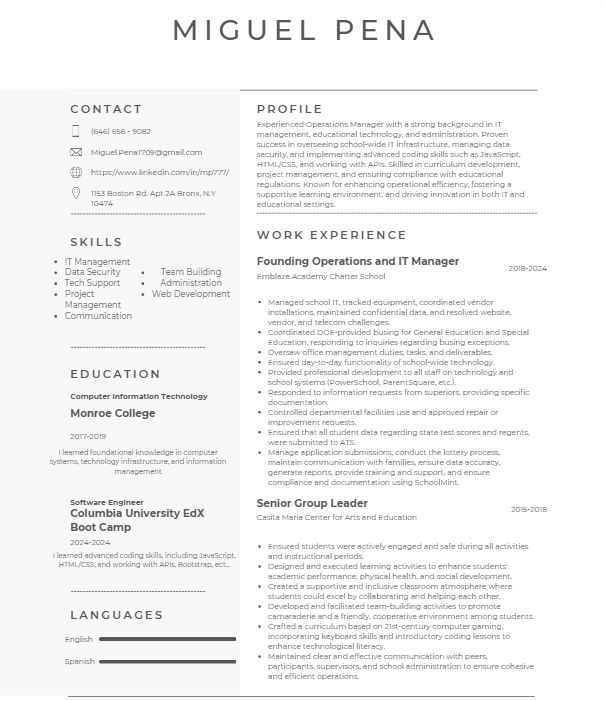 MIGUEL PENA
CONTACT
(646) 656 - 9082
Miguel.Pena1709@gmail.com
https://www.linkedin.com/in/mp777/
1153 Boston Rd. Apt 2A Bronx, N.Y
10474
SKILLS
IT Management
Data Security
Tech Support
Project
Management
Communication
Team Building
Administration
Web Development
EDUCATION
Computer Information Technology
Monroe College
2017-2019
I learned foundational knowledge in computer
systems, technology infrastructure, and information
management
Software Engineer
Columbia University EdX
Boot Camp
2024-2024
I learned advanced coding skills, including JavaScript,
HTML/CSS, and working with APIs, Bootstrap, ect...
LANGUAGES
English
Spanish
PROFILE
Experienced Operations Manager with a strong background in IT
management, educational technology, and administration. Proven
success in overseeing school-wide IT infrastructure, managing data
security, and implementing advanced coding skills such as JavaScript,
HTML/CSS, and working with APIs. Skilled in curriculum development,
project management, and ensuring compliance with educational
regulations. Known for enhancing operational efficiency, fostering a
supportive learning environment, and driving innovation in both IT and
educational settings.
WORK EXPERIENCE
Founding Operations and IT Manager
2018-2024
Emblaze Academy Charter School
Managed school IT, tracked equipment, coordinated vendor
installations, maintained confidential data, and resolved website,
vendor, and telecom challenges.
Coordinated DOE-provided busing for General Education and Special
Education, responding to inquiries regarding busing exceptions.
Oversaw office management duties, tasks, and deliverables.
Ensured day-to-day functionality of school-wide technology.
Provided professional development to all staff on technology and
school systems (PowerSchool, ParentSquare, etc.).
Responded to information requests from superiors, providing specific
documentation.
Controlled departmental facilities use and approved repair or
improvement requests.
Ensured that all student data regarding state test scores and regents,
were submitted to ATS.
Manage application submissions, conduct the lottery process,
maintain communication with families, ensure data accuracy,
generate reports, provide training and support, and ensure
compliance and documentation using SchoolMint.
Senior Group Leader
2015-2018
Casita Maria Center for Arts and Education
Ensured students were actively engaged and safe during all activities
and instructional periods.
Designed and executed learning activities to enhance students'
academic performance, physical health, and social development.
Created a supportive and inclusive classroom atmosphere where
students could excel by collaborating and helping each other.
Developed and facilitated team-building activities to promote
camaraderie and a friendly, cooperative environment among students.
Crafted a curriculum based on 21st-century computer gaming,
incorporating keyboard skills and introductory coding lessons to
enhance technological literacy.
Maintained clear and effective communication with peers,
participants, supervisors, and school administration to ensure cohesive
and efficient operations.